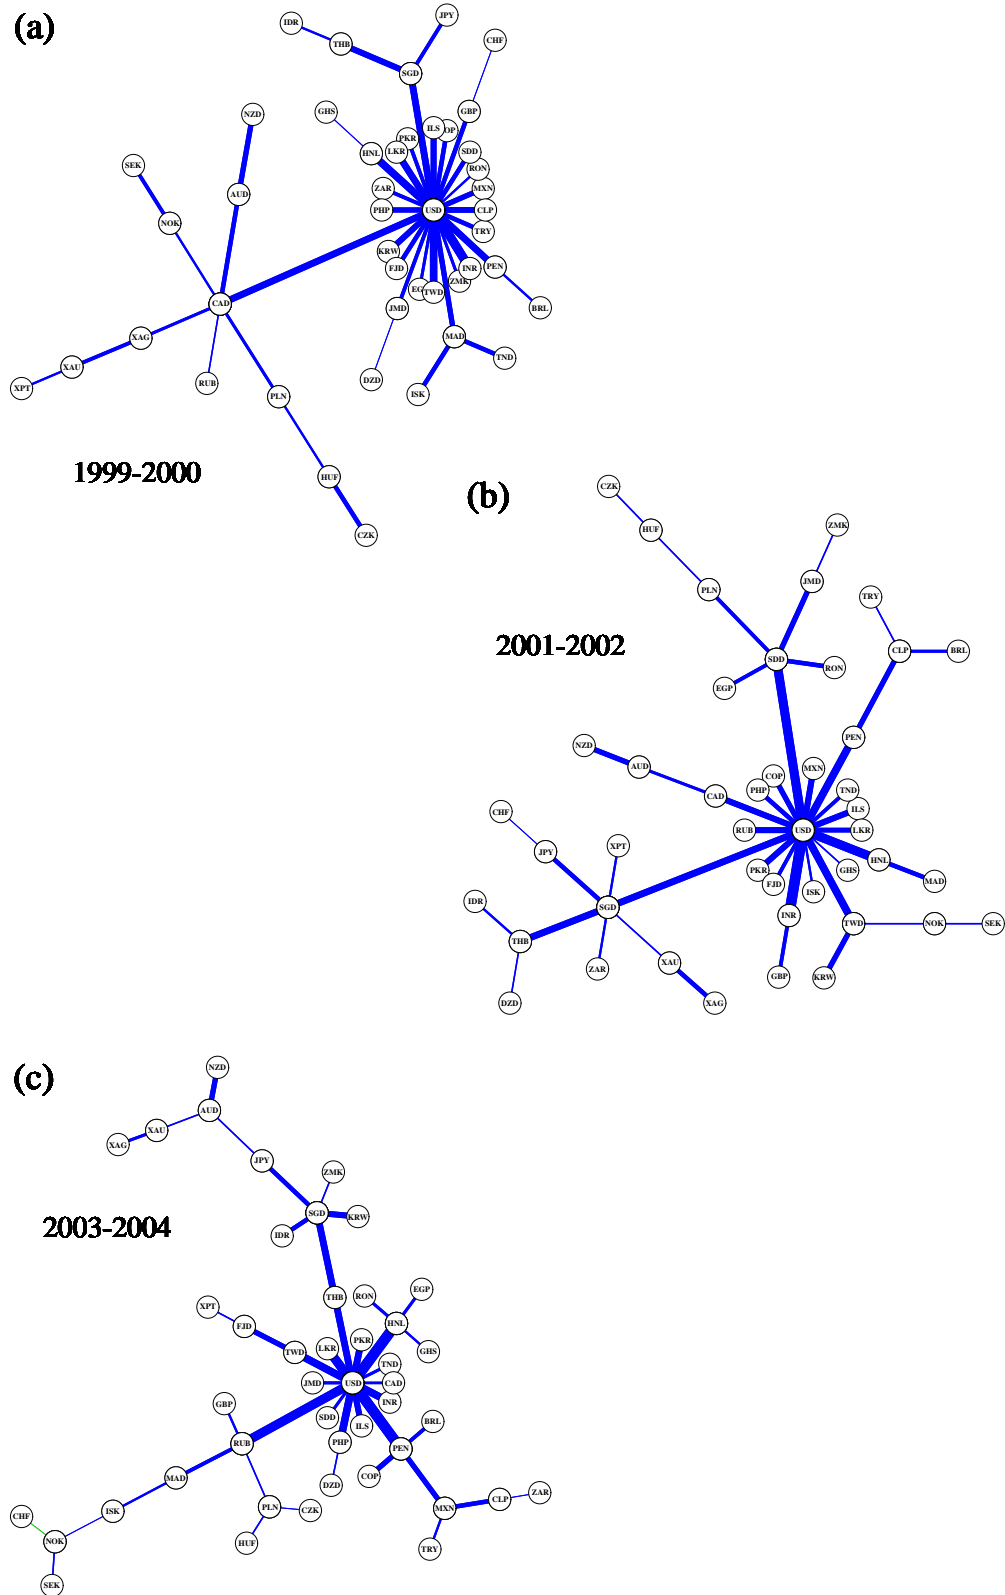 (a)
IDR
JPY
THB
CHF
SGD
NZD
GHS
GBP
ILS
OP
PKR
LKR
HNL
SDD
SEK
RON
ZAR
MXN
AUD
PHP
USD
CLP
NOK
TRY
KRW
FJD
INR
PEN
ZMK
EG
TWD
CAD
JMD
BRL
XAG
MAD
XAU
TND
XPT
RUB
DZD
PLN
ISK
1999-2000
HUF
CZK
(b)
CZK
HUF
ZMK
PLN
JMD
TRY
2001-2002
CLP
BRL
SDD
RON
EGP
PEN
NZD
AUD
MXN
COP
PHP
TND
CAD
ILS
CHF
RUB
USD
LKR
JPY
XPT
HNL
PKR
GHS
FJD
MAD
ISK
IDR
SGD
INR
TWD
NOK
SEK
THB
XAU
ZAR
GBP
KRW
DZD
XAG
(c)
NZD
AUD
XAU
XAG
JPY
ZMK
2003-2004
SGD
KRW
IDR
THB
RON
EGP
XPT
FJD
HNL
PKR
LKR
TWD
GHS
TND
JMD
USD
CAD
INR
GBP
SDD
ILS
BRL
RUB
PHP
PEN
MAD
COP
DZD
CLP
ZAR
PLN
MXN
ISK
CZK
CHF
NOK
HUF
TRY
SEK